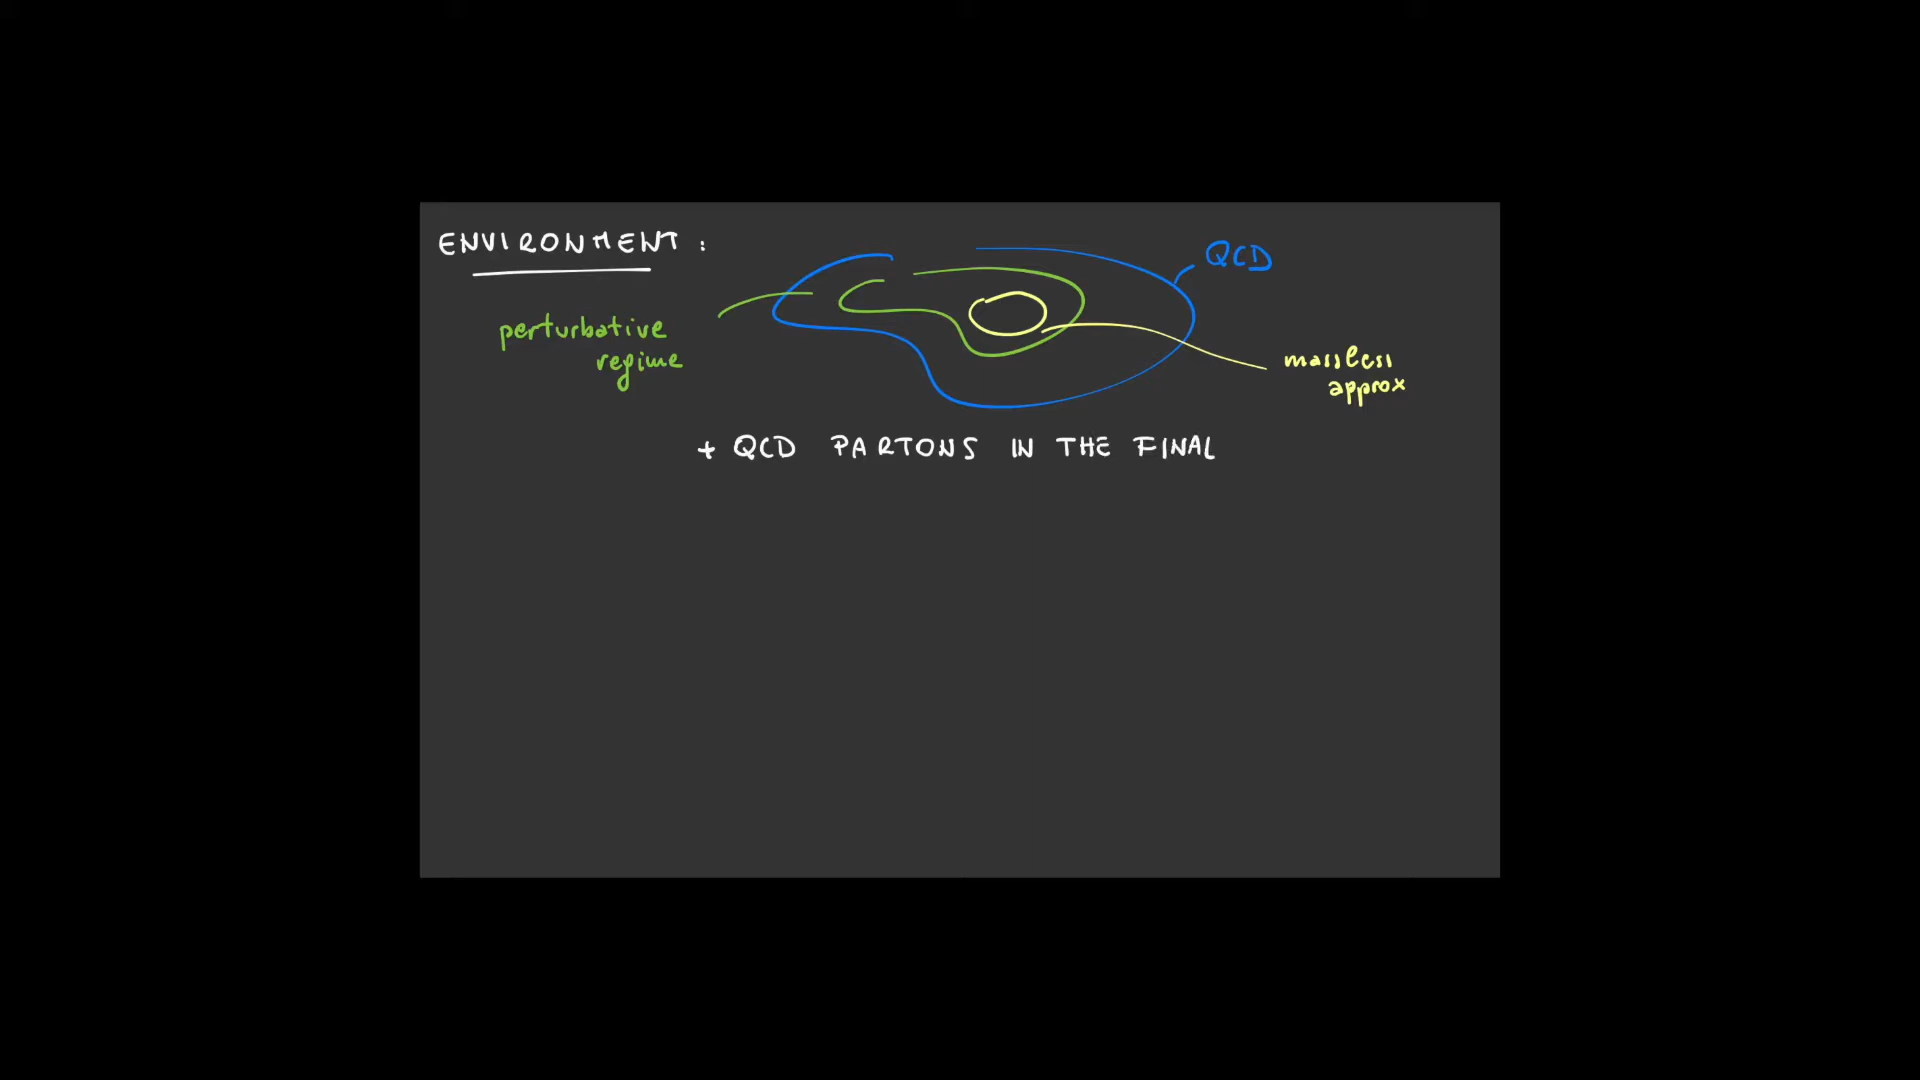 ENVIRONMENT:
QCD
perturbative
regime
massless
approx
+ QCD PARTONS IN THE FINAL